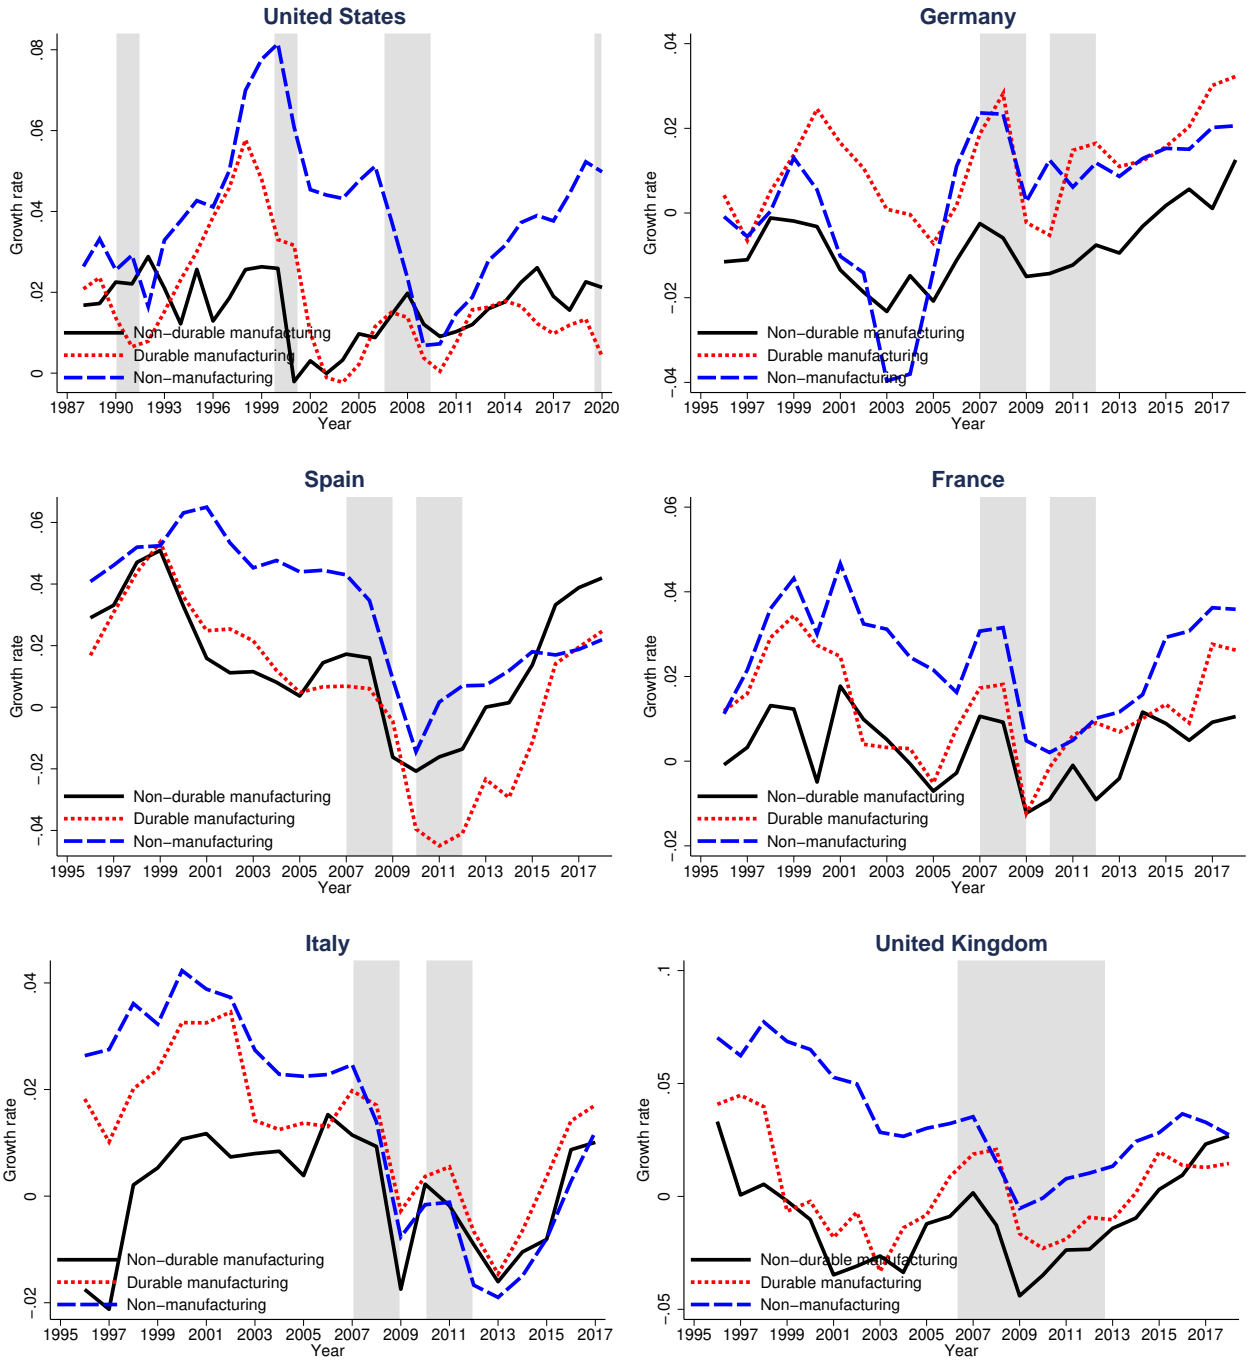 United States
Growth rate
.08
.06
.04
.02
0
Non−durable manufacturing
Durable manufacturing
Non−manufacturing
1987 1990 1993 1996 1999 2002 2005 2008 2011 2014 2017 2020
Year
Germany
Growth rate
.04
.02
0
−.02
−.04
Non−durable manufacturing
Durable manufacturing
Non−manufacturing
1995 1997 1999 2001 2003 2005 2007 2009 2011 2013 2015 2017
Year
Spain
Growth rate
.06
.04
.02
0
−.02
−.04
Non−durable manufacturing
Durable manufacturing
Non−manufacturing
1995 1997 1999 2001 2003 2005 2007 2009 2011 2013 2015 2017
Year
France
Growth rate
.06
.04
.02
0
−.02
Non−durable manufacturing
Durable manufacturing
Non−manufacturing
1995 1997 1999 2001 2003 2005 2007 2009 2011 2013 2015 2017
Year
Italy
Growth rate
.04
.02
0
−.02
Non−durable manufacturing
Durable manufacturing
Non−manufacturing
1995 1997 1999 2001 2003 2005 2007 2009 2011 2013 2015 2017
Year
United Kingdom
Growth rate
.1
.05
0
−.05
Non−durable manufacturing
Durable manufacturing
Non−manufacturing
1995 1997 1999 2001 2003 2005 2007 2009 2011 2013 2015 2017
Year